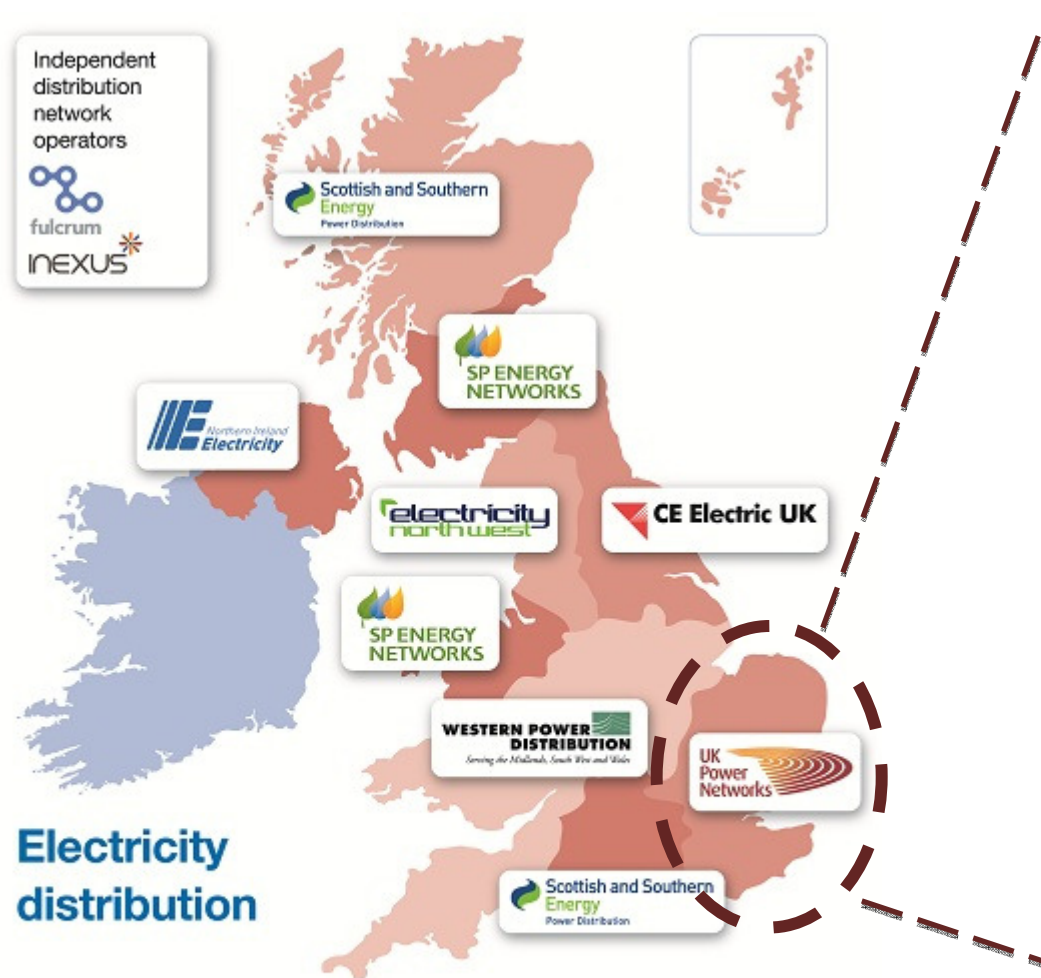 Independent
distribution
network
operators
fulcrum
INEXUS
Scottish and Southern
Energy
Power Distribution
SP ENERGY
NETWORKS
Northern Ireland
Electricity
electricity
north west
CE Electric UK
SP ENERGY
NETWORKS
WESTERN POWER
DISTRIBUTION
Serving the Midlands, South West and Wales
UK
Power
Networks
Electricity
distribution
Scottish and Southern
Energy
Power Distribution